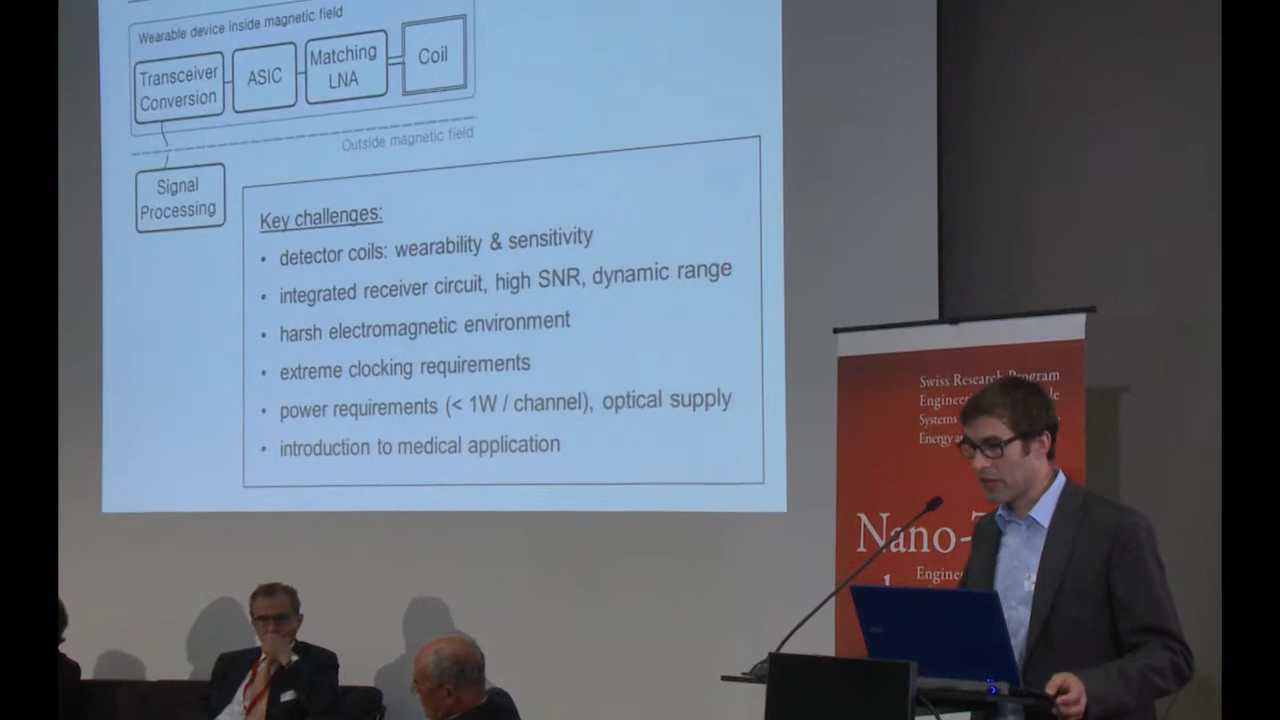 Wearable device inside magnetic field
Transceiver
Conversion
ASIC
Matching
LNA
Coil
Outside magnetic field
Signal
Processing
Key challenges:
• detector coils: wearability & sensitivity
• integrated receiver circuit, high SNR, dynamic range
• harsh electromagnetic environment
• extreme clocking requirements
• power requirements (< 1W / channel), optical supply
• introduction to medical application
Swiss Research Program
Systems
Energy
Nano-